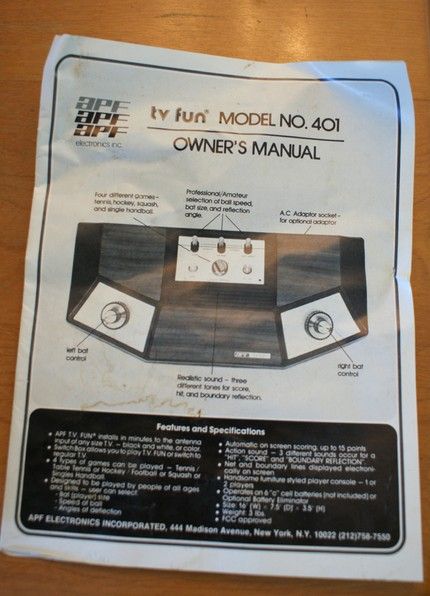 APF
APF
APF
electronics inc.
tv fun® MODEL NO. 401
OWNER'S MANUAL
Four different games-
tennis, hockey, squash,
and single handball.
Professional/Amateur
selection of ball speed,
bat size, and reflection
angle.
A.C. Adaptor socket-
for optional adaptor
left bat
control
right bat
control
Realistic sound — three
different tones for score,
hit, and boundary reflection.
Features and Specifications
• APF T.V. FUN® installs in minutes to the antenna
input of any size T.V. - black and white, or color.
• Switch Box allows you to play T.V. FUN or switch to
regular T.V.
• 4 types of games can be played — Tennis /
Table Tennis or Hockey / Football or Squash or
Singles Handball.
• Designed to be played by people of all ages
and skills — user can select:
- Bat (player) size
- Speed of ball
- Angles of deflection
• Automatic on screen scoring, up to 15 points
• Action sound - 3 different sounds occur for a
"HIT", "SCORE" and "BOUNDARY REFLECTION".
• Net and boundary lines displayed electroni-
cally on screen
• Handsome furniture styled player console - 1 or
2 players
• Operates on 6 "c" cell batteries (not included) or
Optional Battery Eliminator
• Size: 16" (W) x 7.5" (D) x 3.5" (H)
• Weight: 3 lbs.
• FCC approved
APF ELECTRONICS INCORPORATED, 444 Madison Avenue, New York, N.Y. 10022 (212)758-7550